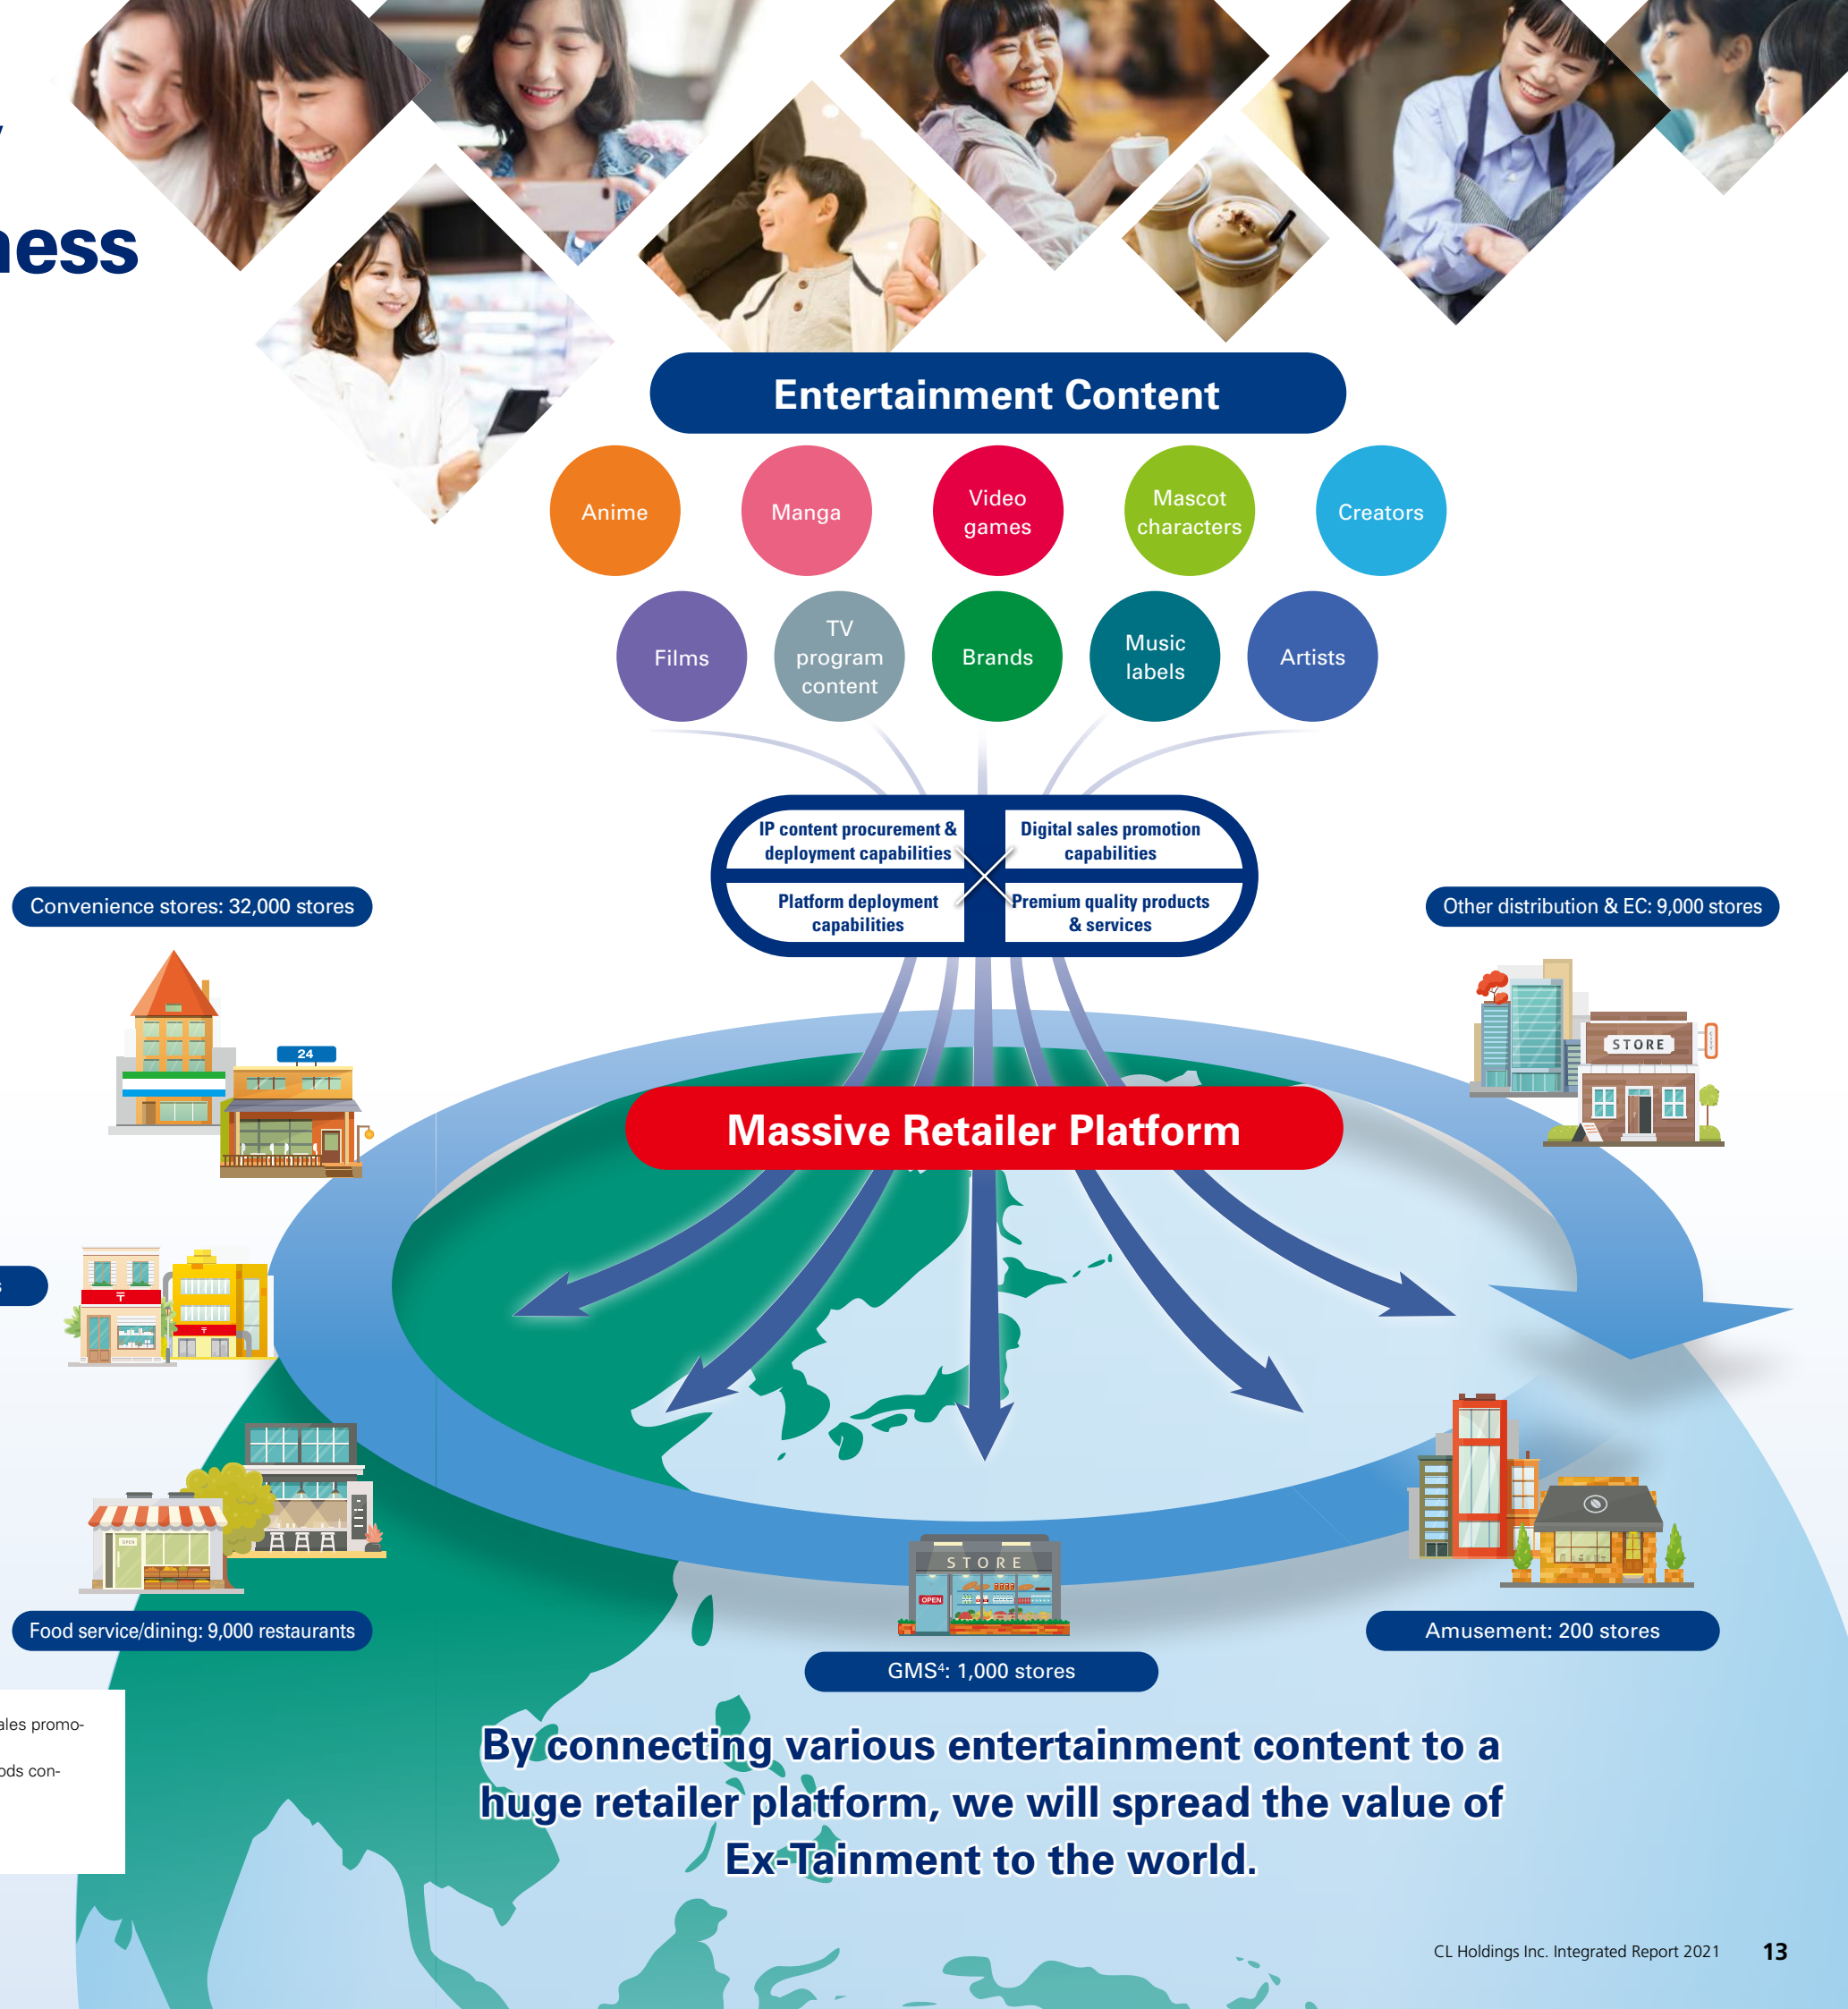 ness
Entertainment Content
Anime
Manga
Video
games
Mascot
characters
Creators
Films
TV
program
content
Brands
Music
labels
Artists
IP content procurement &
deployment capabilities
Digital sales promotion
capabilities
Platform deployment
capabilities
Premium quality products
& services
Convenience stores: 32,000 stores
Other distribution & EC: 9,000 stores
24
STORE
Massive Retailer Platform
s
〒
〒
OPEN
STORE
OPEN
Food service/dining: 9,000 restaurants
GMS⁴: 1,000 stores
Amusement: 200 stores
ales promo-
ods con-
By connecting various entertainment content to a
huge retailer platform, we will spread the value of
Ex-Tainment to the world.
CL Holdings Inc. Integrated Report 2021 13